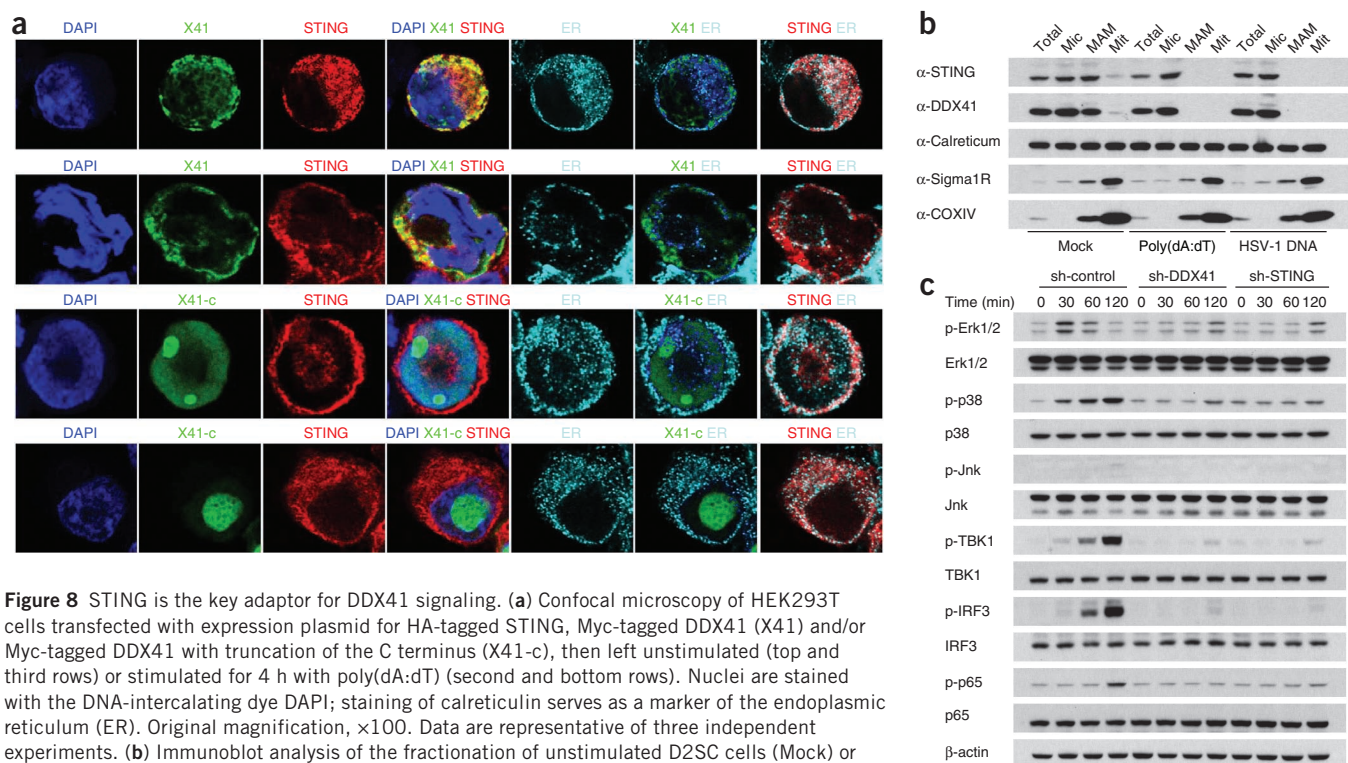 a
DAPI X41 STING DAPI X41 STING ER X41 ER STING ER
DAPI X41 STING DAPI X41 STING ER X41 ER STING ER
DAPI X41-c STING DAPI X41-c STING ER X41-c ER STING ER
DAPI X41-c STING DAPI X41-c STING ER X41-c ER STING ER
Figure 8 STING is the key adaptor for DDX41 signaling. (a) Confocal microscopy of HEK293T
cells transfected with expression plasmid for HA-tagged STING, Myc-tagged DDX41 (X41) and/or
Myc-tagged DDX41 with truncation of the C terminus (X41-c), then left unstimulated (top and
third rows) or stimulated for 4 h with poly(dA:dT) (second and bottom rows). Nuclei are stained
with the DNA-intercalating dye DAPI; staining of calreticulin serves as a marker of the endoplasmic
reticulum (ER). Original magnification, ×100. Data are representative of three independent
experiments. (b) Immunoblot analysis of the fractionation of unstimulated D2SC cells (Mock) or
b
Total Mic MAM Mit Total Mic MAM Mit Total Mic MAM Mit
α-STING
α-DDX41
α-Calreticum
α-Sigma1R
α-COXIV
Mock Poly(dA:dT) HSV-1 DNA
c
sh-control sh-DDX41 sh-STING
Time (min) 0 30 60 120 0 30 60 120 0 30 60 120
p-Erk1/2
Erk1/2
p-p38
p38
p-Jnk
Jnk
p-TBK1
TBK1
p-IRF3
IRF3
p-p65
p65
β-actin